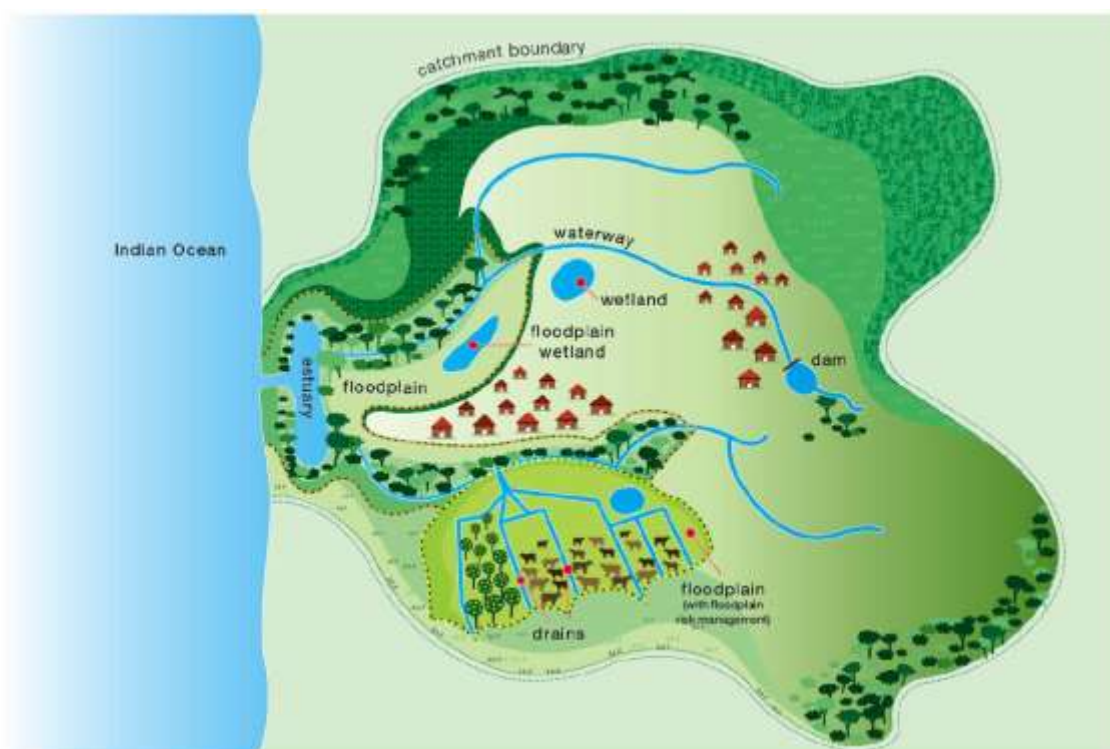 catchment boundary
Indian Ocean
waterway
wetland
floodplain
wetland
dam
estuary
floodplain
floodplain
(with floodplain
risk management)
drains